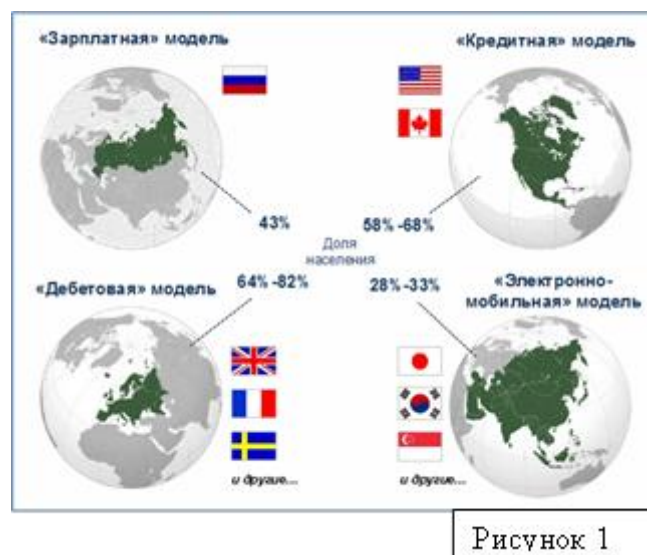 «Зарплатная» модель
«Кредитная» модель
43%
58% -68%
Доля
населения
«Дебетовая» модель
64% -82%
28% -33%
«Электронно-
мобильная» модель
и другие...
и другие...
Рисунок 1